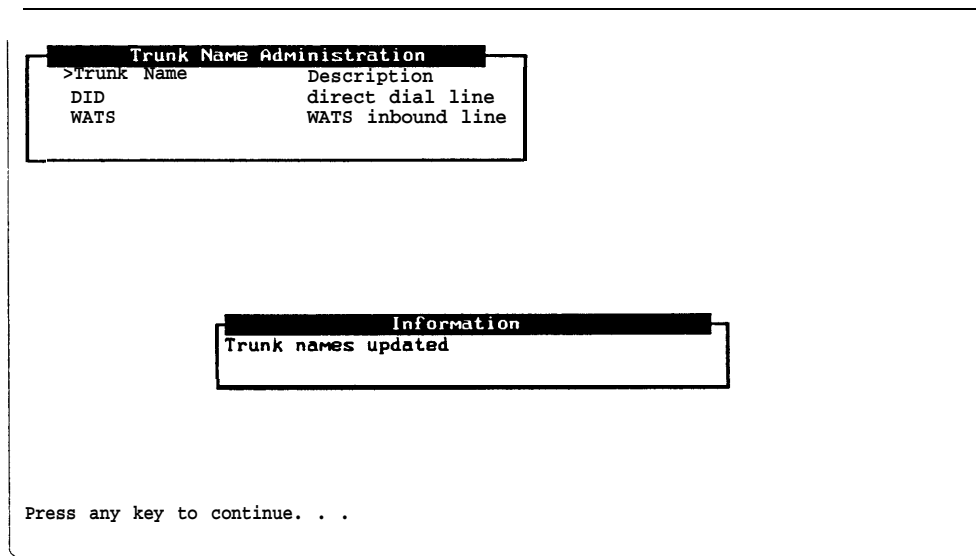 Trunk Name Administration
>Trunk Name Description
DID direct dial line
WATS WATS inbound line
Information
Trunk names updated
Press any key to continue. . .